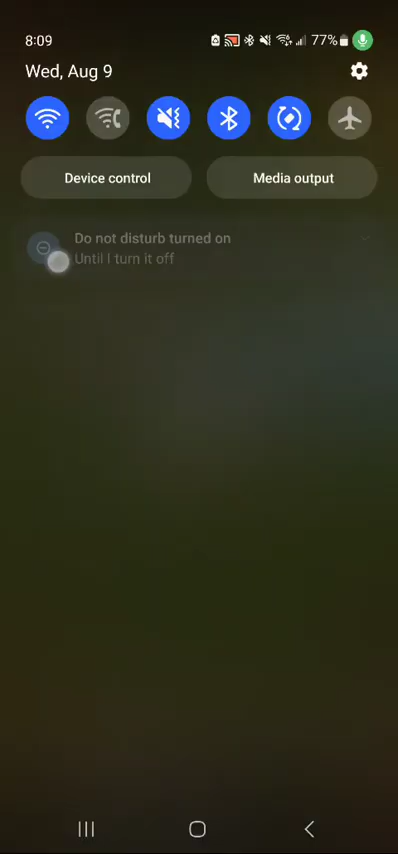 8:09
77%
Wed, Aug 9
Device control
Media output
Do not disturb turned on
Until I turn it off